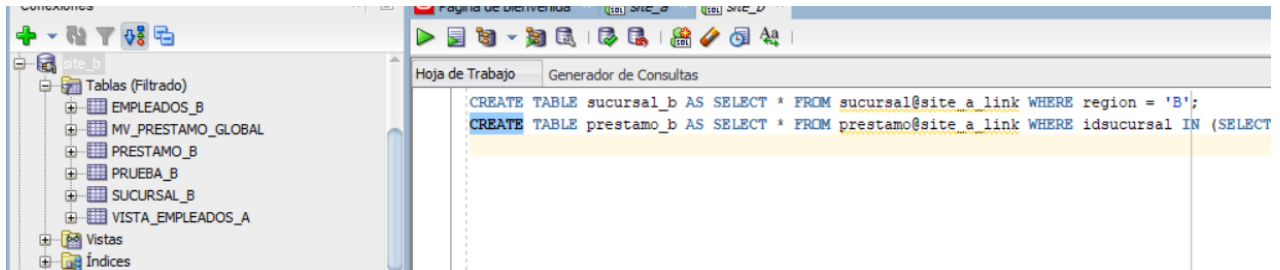 Conexiones
Página de Bienvenida
site_a
site_b
site_b
Tablas (Filtrado)
EMPLEADOS_B
MV_PRESTAMO_GLOBAL
PRESTAMO_B
PRUEBA_B
SUCURSAL_B
VISTA_EMPLEADOS_A
Vistas
Índices
Hoja de Trabajo
Generador de Consultas
CREATE TABLE sucursal_b AS SELECT * FROM sucursal@site_a_link WHERE region = 'B';
CREATE TABLE prestamo_b AS SELECT * FROM prestamo@site_a_link WHERE idsucursal IN (SELECT